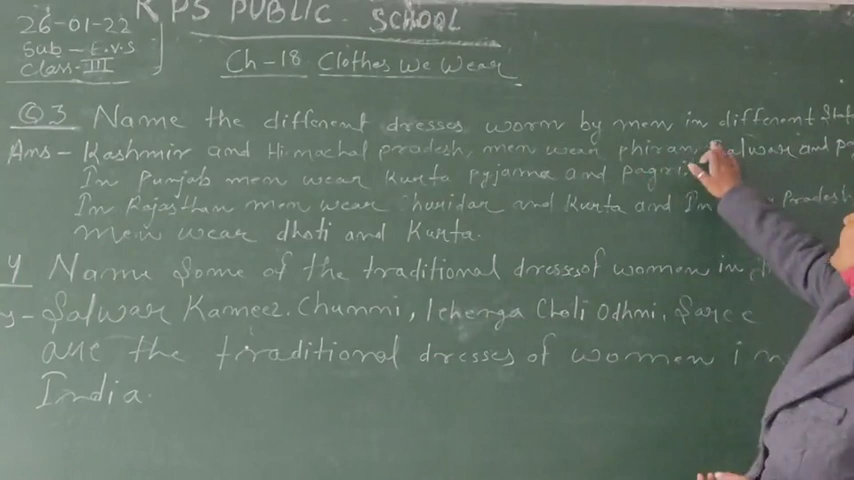 RPS PUBLIC SCHOOL
26-01-22
Sub - E.V.S
Class - III
Ch-18 Clothes We Wear
Q3 Name the different dresses worn by men in different
Ans - Kashmir and Himachal pradesh men wear phiran Salwar and
In Punjab men wear Kurta pyjama and pagri
In Rajasthan men wear Churidar and Kurta and In Pradesh
men wear dhoti and Kurta.
4 Name Some of the traditional dresses of women in
Salwar Kameez. Chunni, lehenga Choli Odhni, Saree
are the traditional dresses of women in
India.